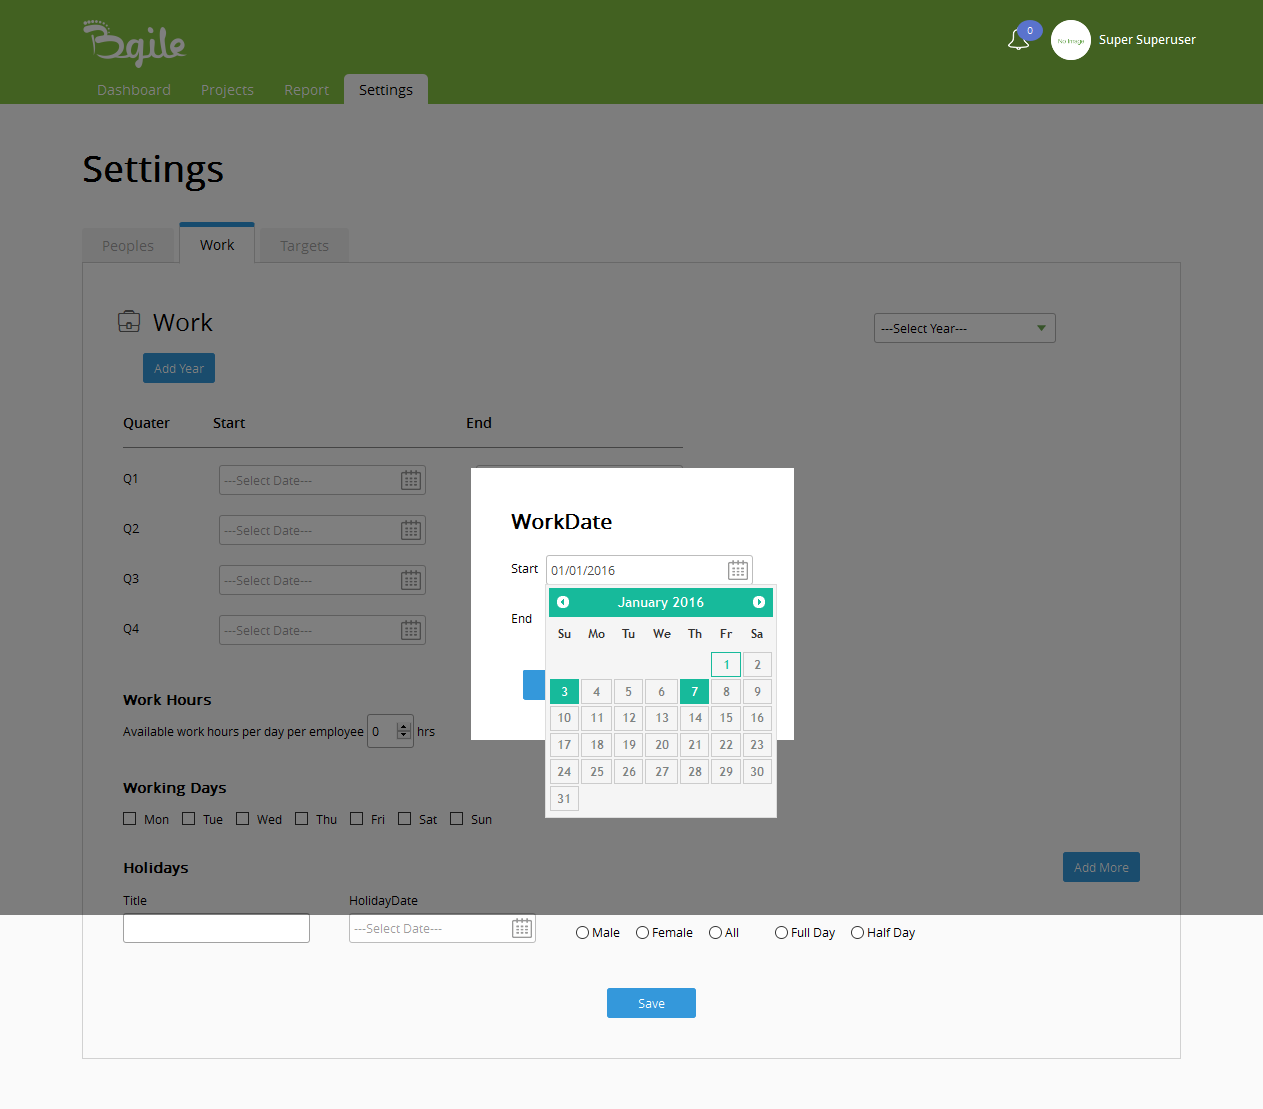 Bgile
0
No Image
Super Superuser
Dashboard Projects Report Settings
Settings
Peoples Work Targets
Work
---Select Year---
Add Year
Quater Start End
Q1 ---Select Date---
Q2 ---Select Date---
Q3 ---Select Date---
Q4 ---Select Date---
WorkDate
Start 01/01/2016
End
January 2016
Su Mo Tu We Th Fr Sa
1 2
3 4 5 6 7 8 9
10 11 12 13 14 15 16
17 18 19 20 21 22 23
24 25 26 27 28 29 30
31
Work Hours
Available work hours per day per employee 0 hrs
Working Days
Mon Tue Wed Thu Fri Sat Sun
Holidays
Add More
Title HolidayDate
---Select Date--- Male Female All Full Day Half Day
Save